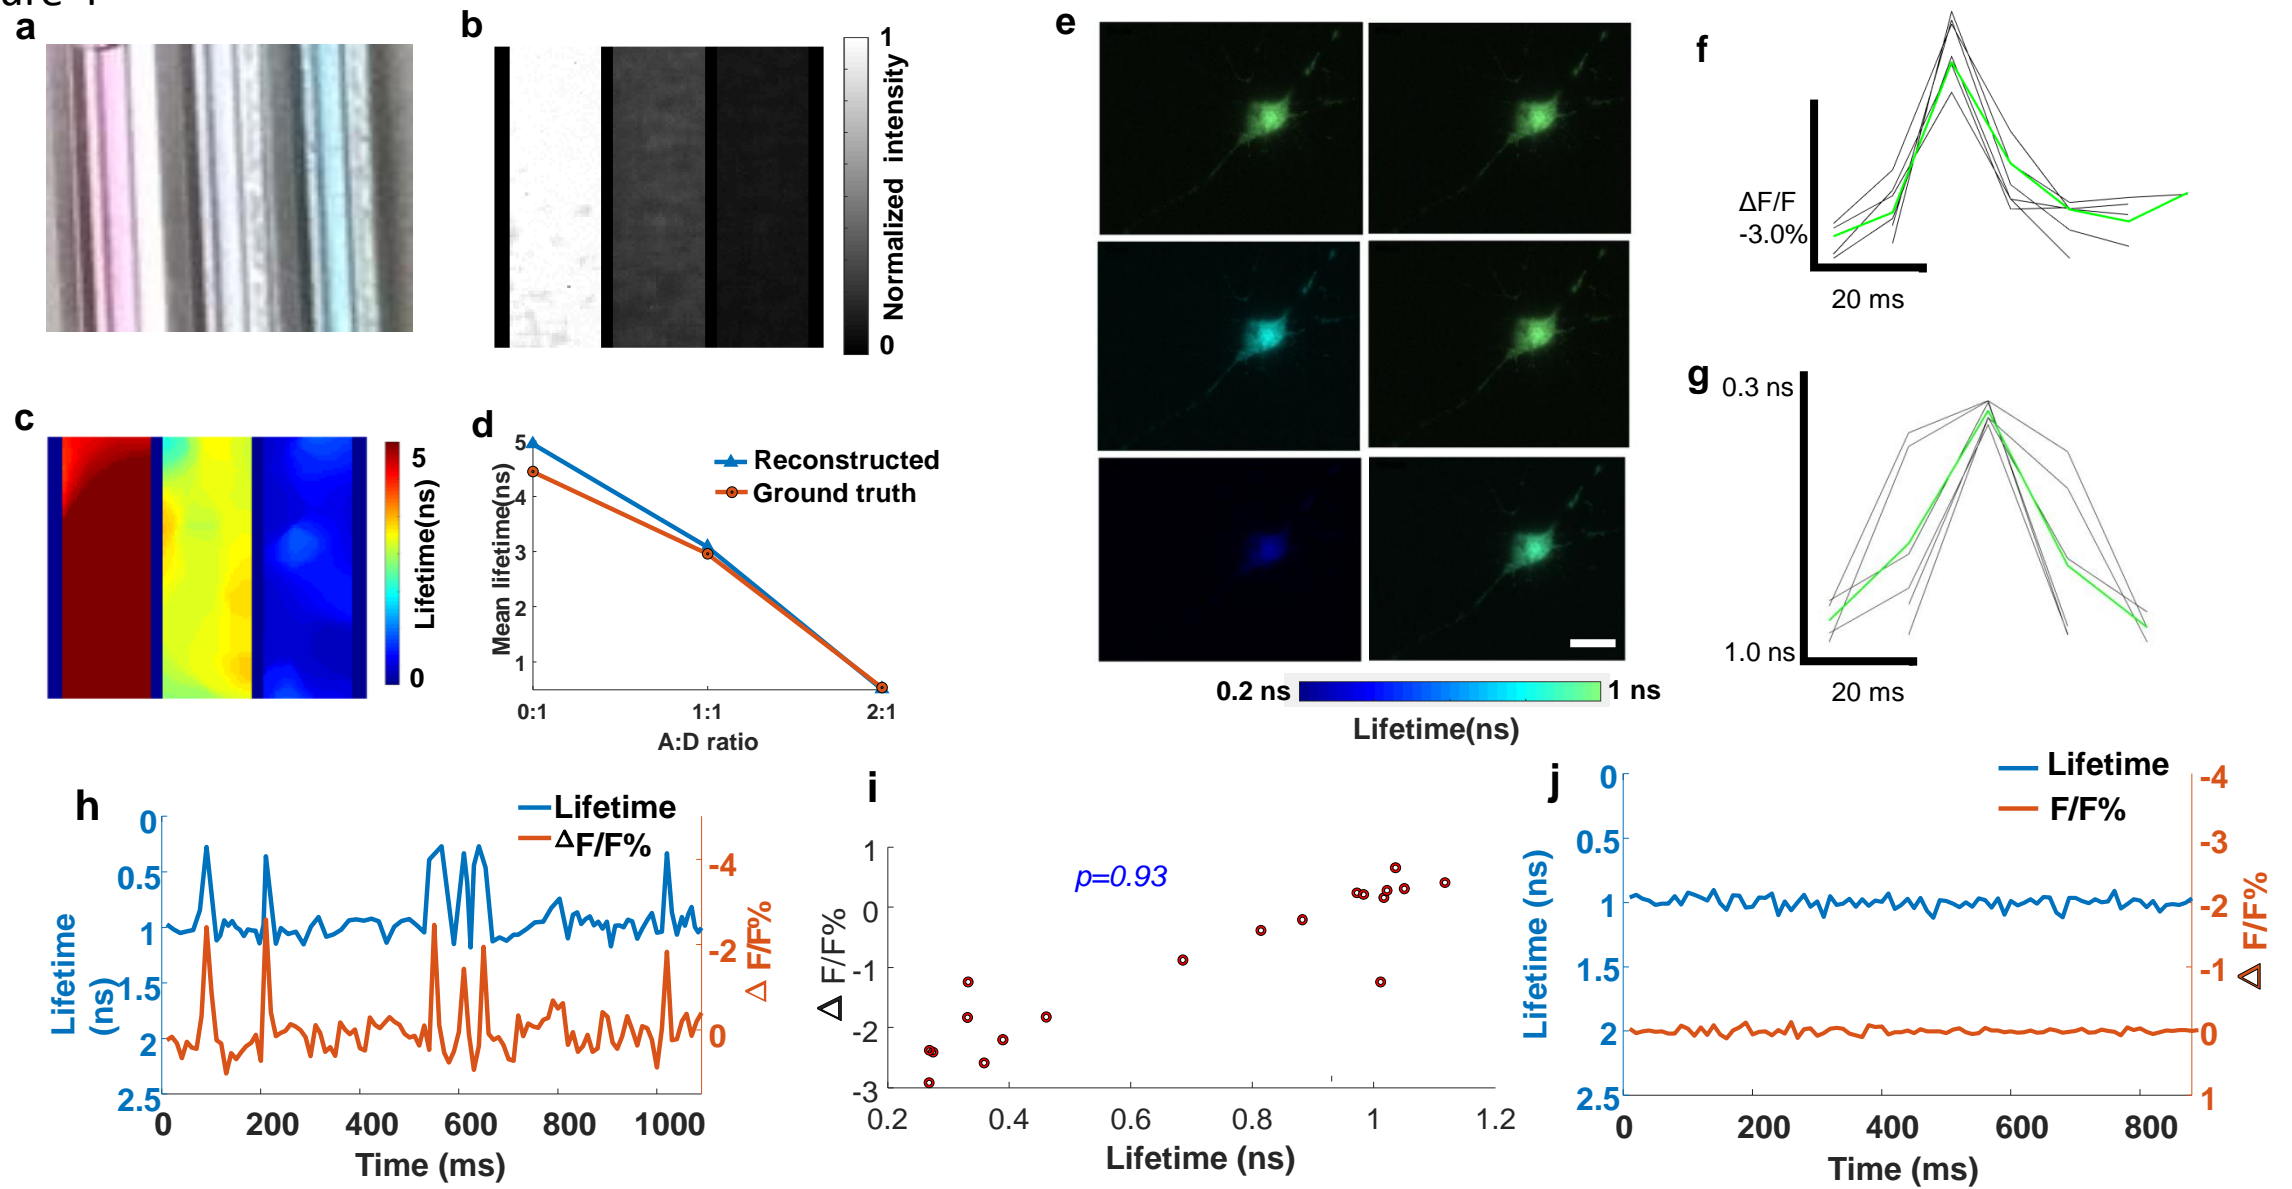 a
b
1
Normalized intensity
0
c
5
Lifetime(ns)
0
d
5
4
3
2
1
Mean lifetime(ns)
Reconstructed
Ground truth
0:1 1:1 2:1
A:D ratio
e
0.2 ns 1 ns
Lifetime(ns)
f
ΔF/F
-3.0%
20 ms
g
0.3 ns
1.0 ns
20 ms
h
Lifetime
ΔF/F%
0
0.5
1
1.5
2
2.5
Lifetime
(ns)
-4
-2
0
Δ F/F%
0 200 400 600 800 1000
Time (ms)
i
p=0.93
1
0
-1
-2
-3
Δ F/F%
0.2 0.4 0.6 0.8 1 1.2
Lifetime (ns)
j
Lifetime
F/F%
0
0.5
1
1.5
2
2.5
Lifetime (ns)
-4
-3
-2
-1
0
1
Δ F/F%
0 200 400 600 800
Time (ms)